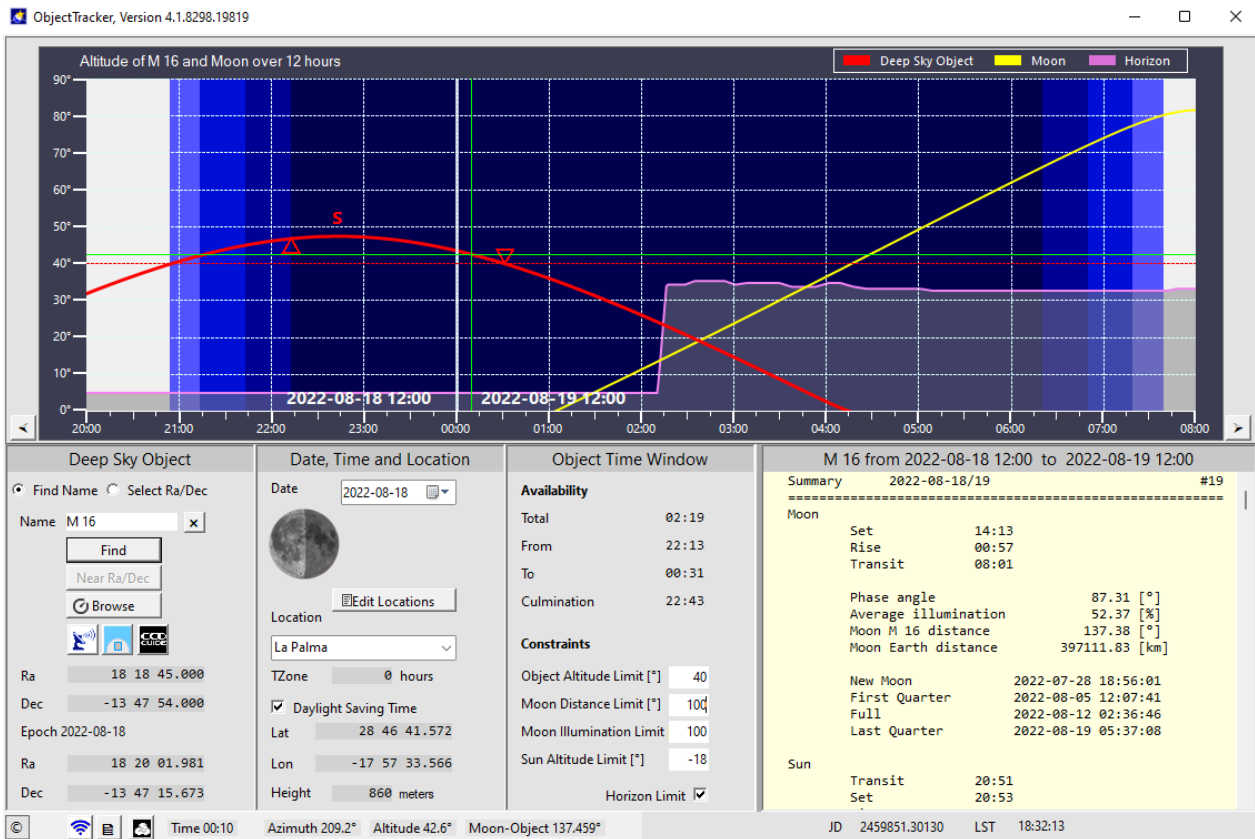 ObjectTracker, Version 4.1.8298.19819
Altitude of M 16 and Moon over 12 hours
Deep Sky Object Moon Horizon
90°
80°
70°
60°
50°
40°
30°
20°
10°
0°
S
2022-08-18 12:00 2022-08-19 12:00
20:00 21:00 22:00 23:00 00:00 01:00 02:00 03:00 04:00 05:00 06:00 07:00 08:00
Deep Sky Object
Find Name Select Ra/Dec
Name M 16 x
Find
Near Ra/Dec
Browse
CCD GUIDE
Ra 18 18 45.000
Dec -13 47 54.000
Epoch 2022-08-18
Ra 18 20 01.981
Dec -13 47 15.673
Date, Time and Location
Date 2022-08-18
Edit Locations
Location
La Palma
TZone 0 hours
Daylight Saving Time
Lat 28 46 41.572
Lon -17 57 33.566
Height 860 meters
Object Time Window
Availability
Total 02:19
From 22:13
To 00:31
Culmination 22:43
Constraints
Object Altitude Limit [°] 40
Moon Distance Limit [°] 100
Moon Illumination Limit 100
Sun Altitude Limit [°] -18
Horizon Limit
M 16 from 2022-08-18 12:00 to 2022-08-19 12:00
Summary 2022-08-18/19 #19
======================================================
Moon
Set 14:13
Rise 00:57
Transit 08:01
Phase angle 87.31 [°]
Average illumination 52.37 [%]
Moon M 16 distance 137.38 [°]
Moon Earth distance 397111.83 [km]
New Moon 2022-07-28 18:56:01
First Quarter 2022-08-05 12:07:41
Full 2022-08-12 02:36:46
Last Quarter 2022-08-19 05:37:08
Sun
Transit 20:51
Set 20:53
© Time 00:10 Azimuth 209.2° Altitude 42.6° Moon-Object 137.459° JD 2459851.30130 LST 18:32:13